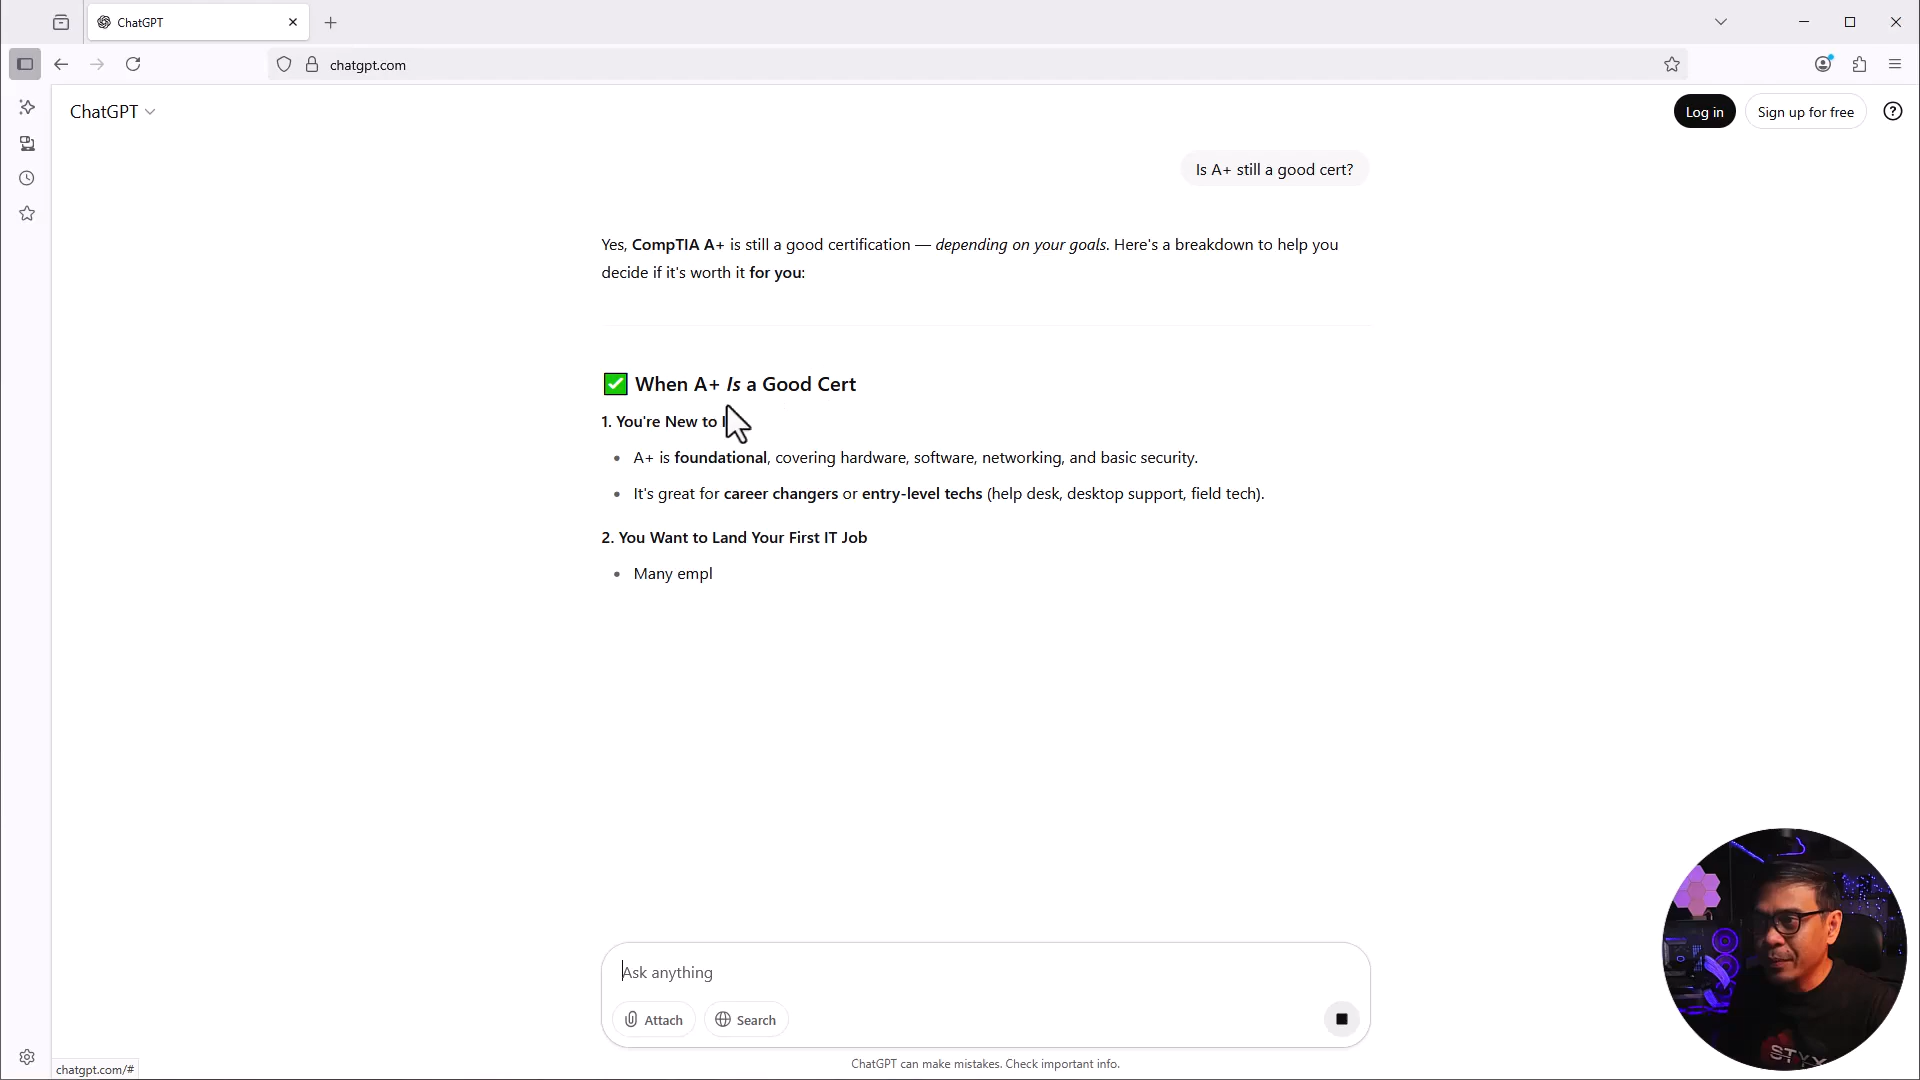 ChatGPT
chatgpt.com
ChatGPT
Log in
Sign up for free
Is A+ still a good cert?
Yes, CompTIA A+ is still a good certification — depending on your goals. Here's a breakdown to help you
decide if it's worth it for you:
✅ When A+ Is a Good Cert
1. You're New to
• A+ is foundational, covering hardware, software, networking, and basic security.
• It's great for career changers or entry-level techs (help desk, desktop support, field tech).
2. You Want to Land Your First IT Job
• Many empl
Ask anything
Attach
Search
ChatGPT can make mistakes. Check important info.
chatgpt.com/#
STYX